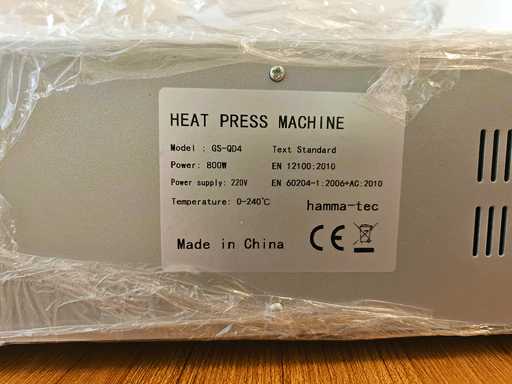 HEAT PRESS MACHINE
Model : GS-QD4 Text Standard
Power: 800W EN 12100:2010
Power supply: 220V EN 60204-1:2006+AC:2010
Temperature: 0-240℃ hamma-tec
Made in China CE